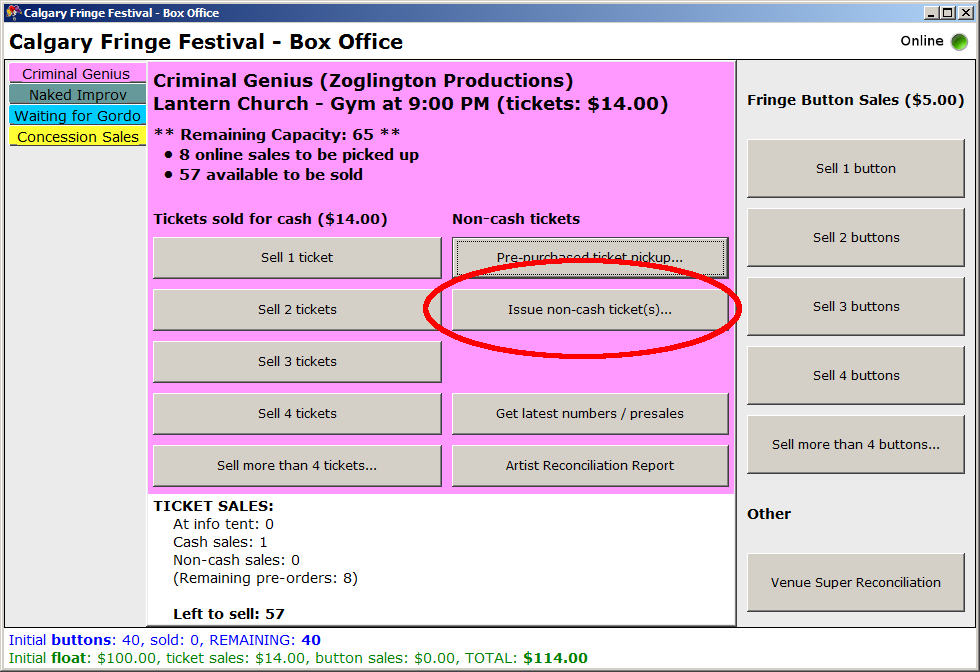 Calgary Fringe Festival - Box Office
Calgary Fringe Festival - Box Office
Online
Criminal Genius
Naked Improv
Waiting for Gordo
Concession Sales
Criminal Genius (Zoglington Productions)
Lantern Church - Gym at 9:00 PM (tickets: $14.00)
** Remaining Capacity: 65 **
• 8 online sales to be picked up
• 57 available to be sold
Tickets sold for cash ($14.00)
Sell 1 ticket
Sell 2 tickets
Sell 3 tickets
Sell 4 tickets
Sell more than 4 tickets...
Non-cash tickets
Pre-purchased ticket pickup...
Issue non-cash ticket(s)...
Get latest numbers / presales
Artist Reconciliation Report
TICKET SALES:
At info tent: 0
Cash sales: 1
Non-cash sales: 0
(Remaining pre-orders: 8)
Left to sell: 57
Fringe Button Sales ($5.00)
Sell 1 button
Sell 2 buttons
Sell 3 buttons
Sell 4 buttons
Sell more than 4 buttons...
Other
Venue Super Reconciliation
Initial buttons: 40, sold: 0, REMAINING: 40
Initial float: $100.00, ticket sales: $14.00, button sales: $0.00, TOTAL: $114.00